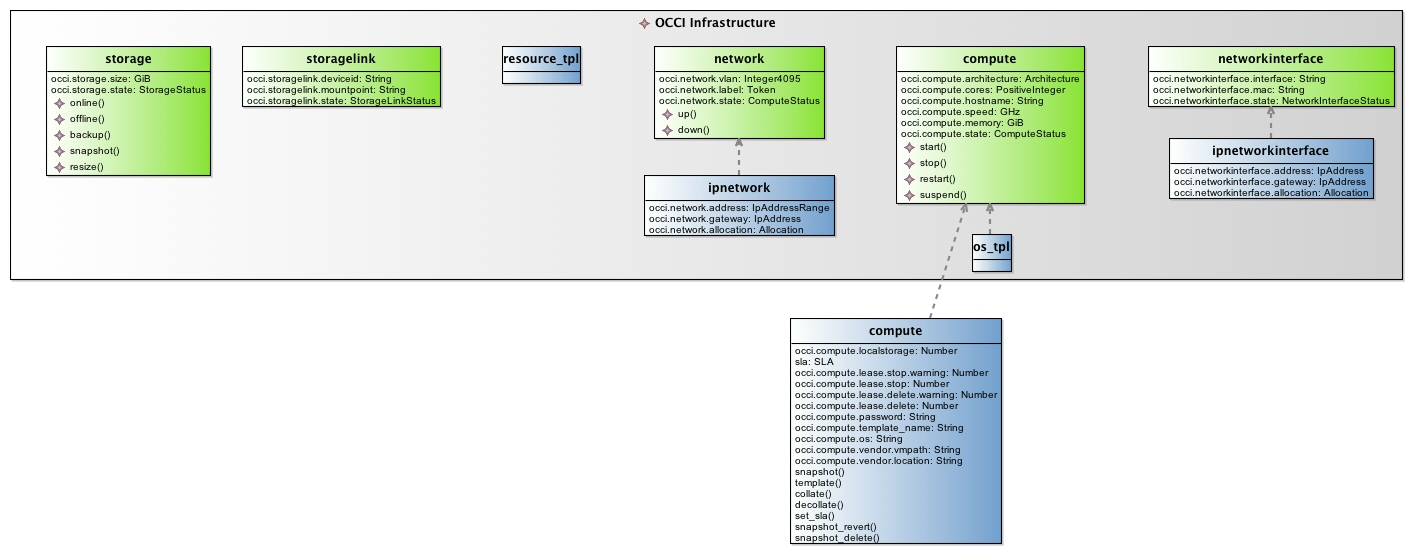 OCCI Infrastructure
storage
occi.storage.size: GiB
occi.storage.state: StorageStatus
online()
offline()
backup()
snapshot()
resize()
storagelink
occi.storagelink.deviceid: String
occi.storagelink.mountpoint: String
occi.storagelink.state: StorageLinkStatus
resource_tpl
network
occi.network.vlan: Integer4095
occi.network.label: Token
occi.network.state: ComputeStatus
up()
down()
ipnetwork
occi.network.address: IpAddressRange
occi.network.gateway: IpAddress
occi.network.allocation: Allocation
compute
occi.compute.architecture: Architecture
occi.compute.cores: PositiveInteger
occi.compute.hostname: String
occi.compute.speed: GHz
occi.compute.memory: GiB
occi.compute.state: ComputeStatus
start()
stop()
restart()
suspend()
os_tpl
networkinterface
occi.networkinterface.interface: String
occi.networkinterface.mac: String
occi.networkinterface.state: NetworkInterfaceStatus
ipnetworkinterface
occi.networkinterface.address: IpAddress
occi.networkinterface.gateway: IpAddress
occi.networkinterface.allocation: Allocation
compute
occi.compute.localstorage: Number
sla: SLA
occi.compute.lease.stop.warning: Number
occi.compute.lease.stop: Number
occi.compute.lease.delete.warning: Number
occi.compute.lease.delete: Number
occi.compute.password: String
occi.compute.template_name: String
occi.compute.os: String
occi.compute.vendor.vmpath: String
occi.compute.vendor.location: String
snapshot()
template()
collate()
decollate()
set_sla()
snapshot_revert()
snapshot_delete()